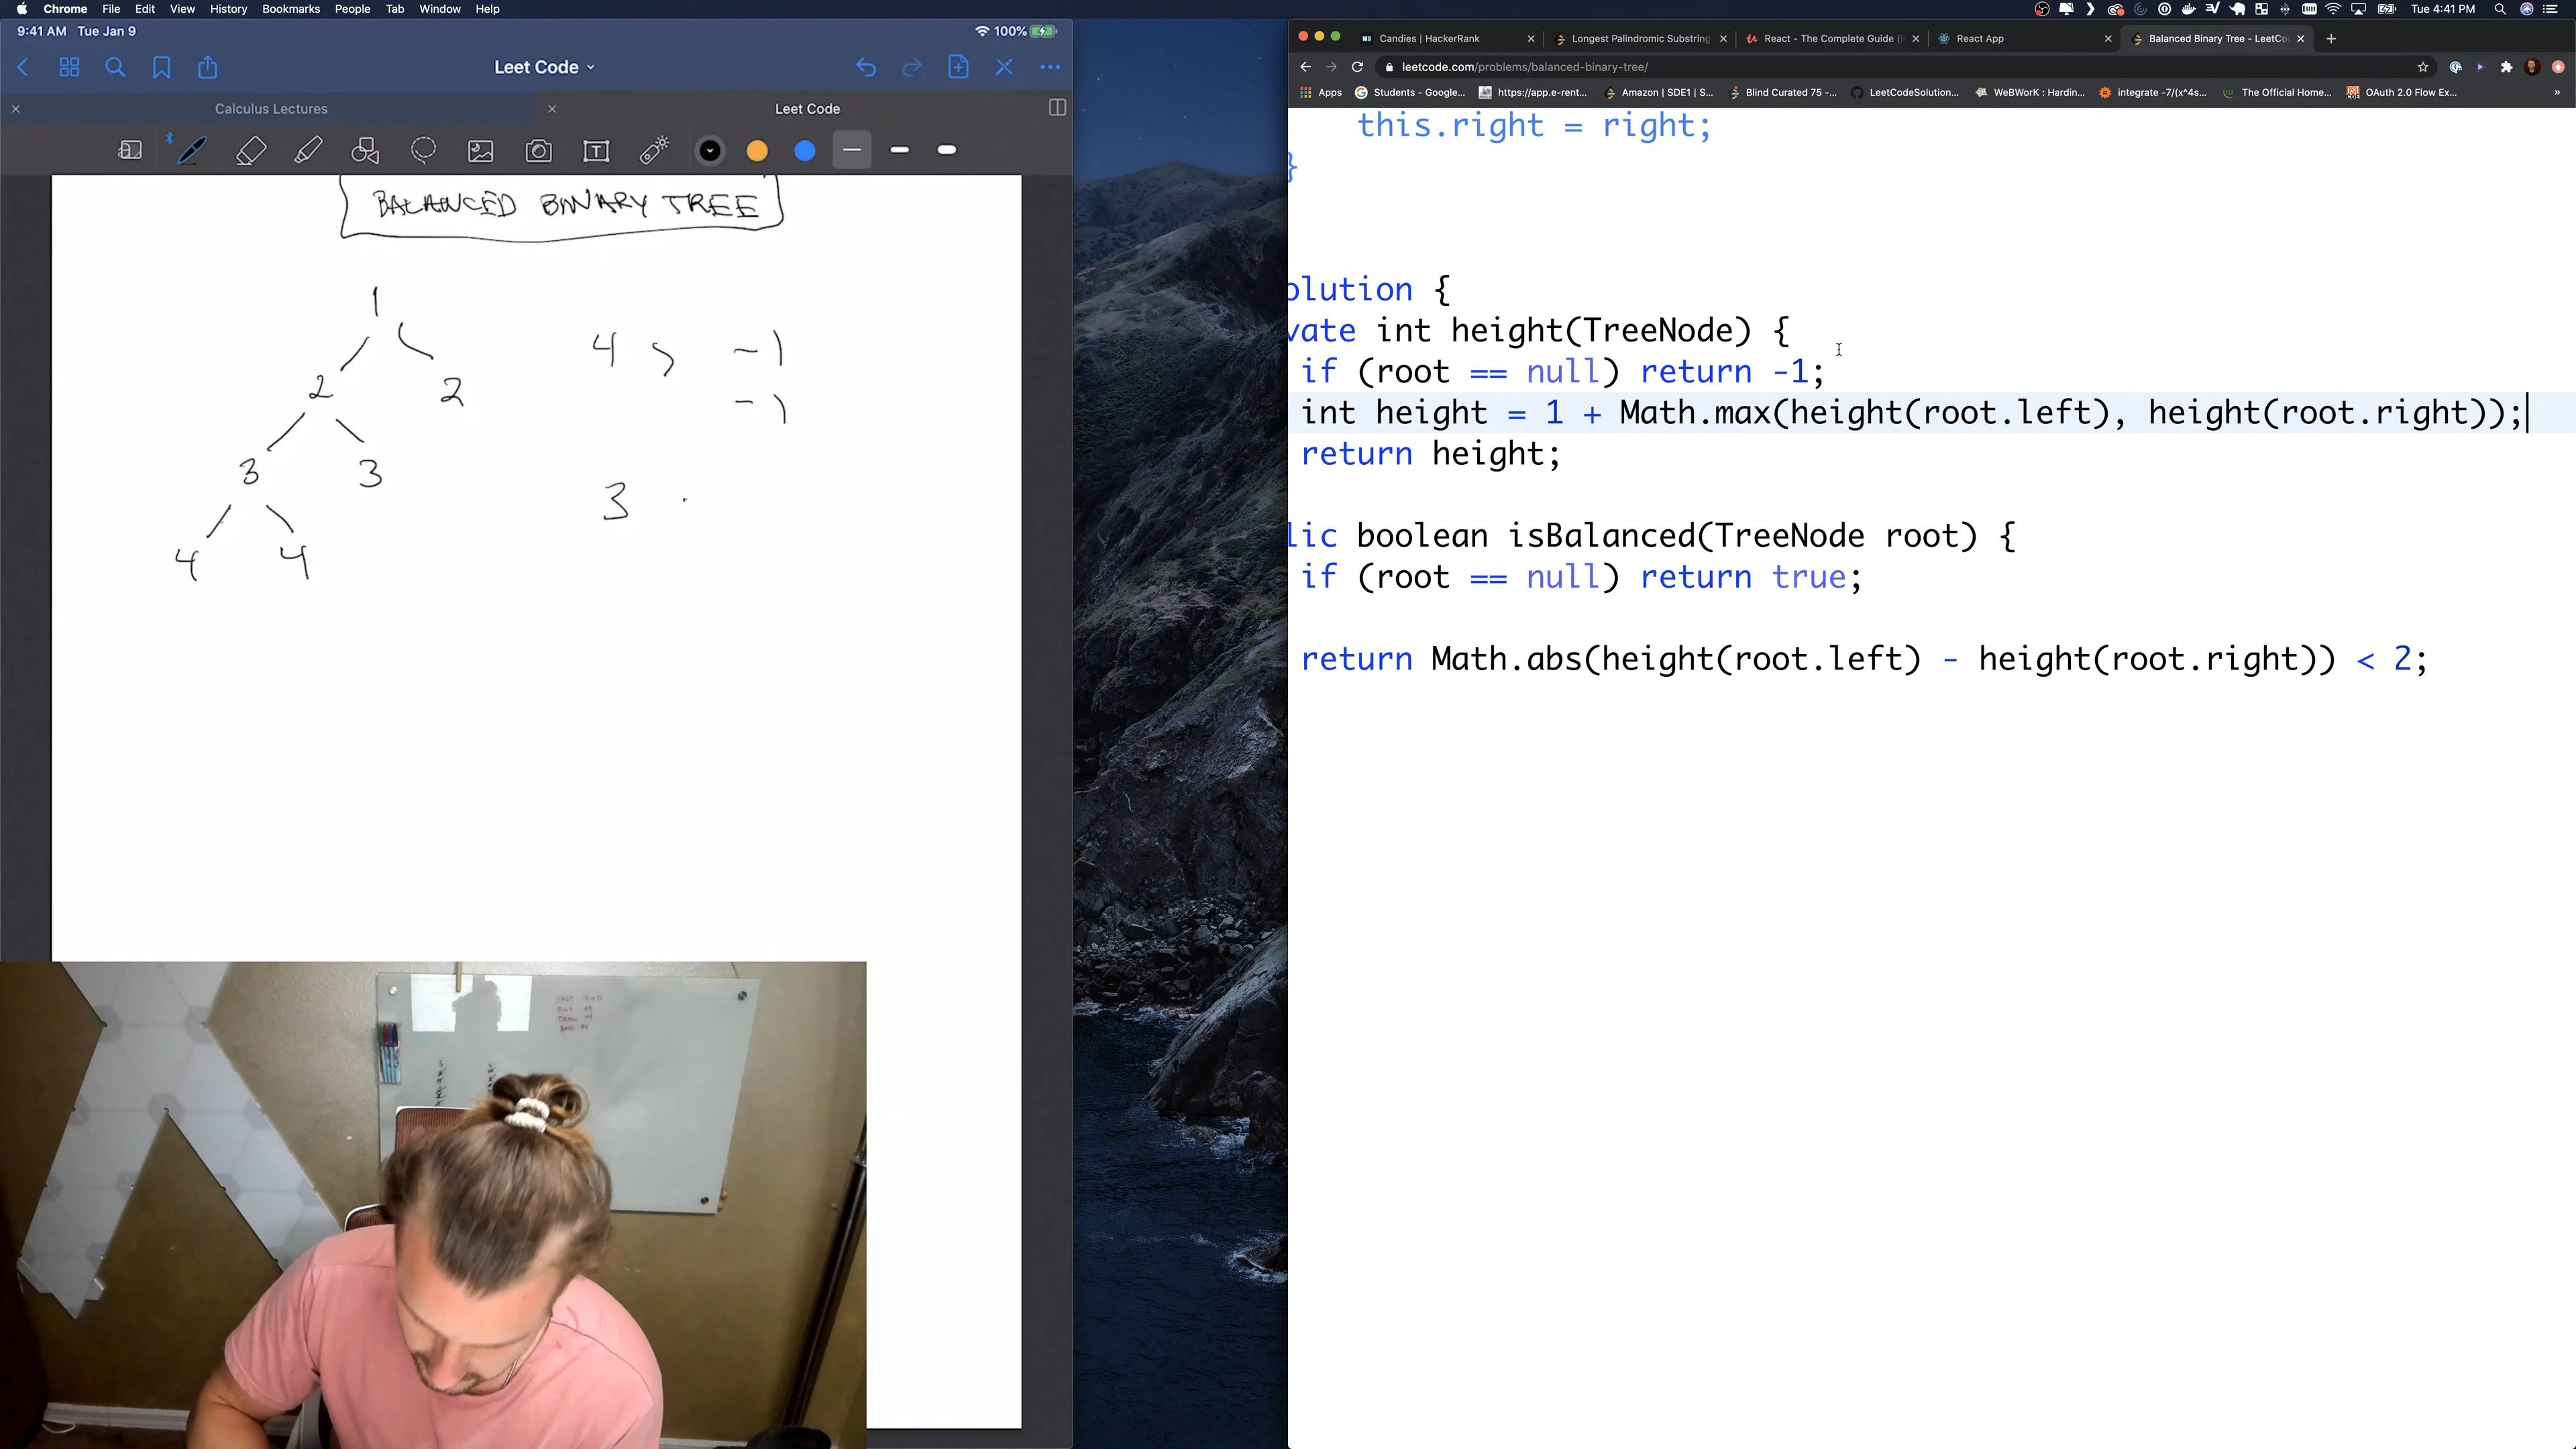 Chrome File Edit View History Bookmarks People Tab Window Help
Tue 4:41 PM
9:41 AM Tue Jan 9
100%
Leet Code
Calculus Lectures
Leet Code
BALANCED BINARY TREE
1
2 2
3 3
4 4
4 > -1
-1
3 .
Candies | HackerRank
Longest Palindromic Substring
React - The Complete Guide (i
React App
Balanced Binary Tree - LeetCo
leetcode.com/problems/balanced-binary-tree/
Apps
Students - Google...
https://app.e-rent...
Amazon | SDE1 | S...
Blind Curated 75 -...
LeetCodeSolution...
WeBWorK : Hardin...
integrate -7/(x^4s...
The Official Home...
OAuth 2.0 Flow Ex...
»
this.right = right;
}
olution {
vate int height(TreeNode) {
if (root == null) return -1;
int height = 1 + Math.max(height(root.left), height(root.right));
return height;
lic boolean isBalanced(TreeNode root) {
if (root == null) return true;
return Math.abs(height(root.left) - height(root.right)) < 2;